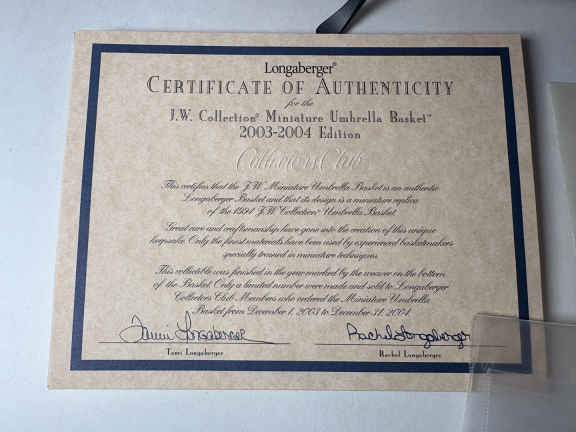 Longaberger®
CERTIFICATE OF AUTHENTICITY
for the
J.W. Collection® Miniature Umbrella Basket™
2003-2004 Edition
Collectors Club
This certifies that the J.W. Miniature Umbrella Basket is an authentic
Longaberger Basket and that its design is a miniature replica
of the 1994 J.W. Collection® Umbrella Basket.
Great care and craftsmanship have gone into the creation of this unique
keepsake. Only the finest materials have been used by experienced basketmakers
specially trained in miniature techniques.
This collectible was finished in the year marked by the weaver on the bottom
of the Basket. Only a limited number were made and sold to Longaberger
Collectors Club Members who ordered the Miniature Umbrella
Basket from December 1, 2003 to December 31, 2004.
Tami Longaberger Rachel Longaberger
Tami Longaberger Rachel Longaberger